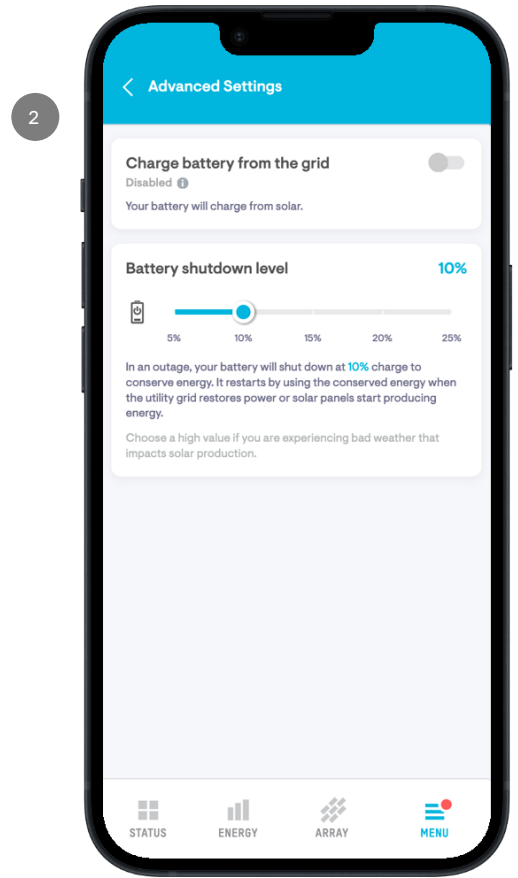 2
Advanced Settings
Charge battery from the grid
Disabled
Your battery will charge from solar.
Battery shutdown level 10%
5% 10% 15% 20% 25%
In an outage, your battery will shut down at 10% charge to
conserve energy. It restarts by using the conserved energy when
the utility grid restores power or solar panels start producing
energy.
Choose a high value if you are experiencing bad weather that
impacts solar production.
STATUS ENERGY ARRAY MENU